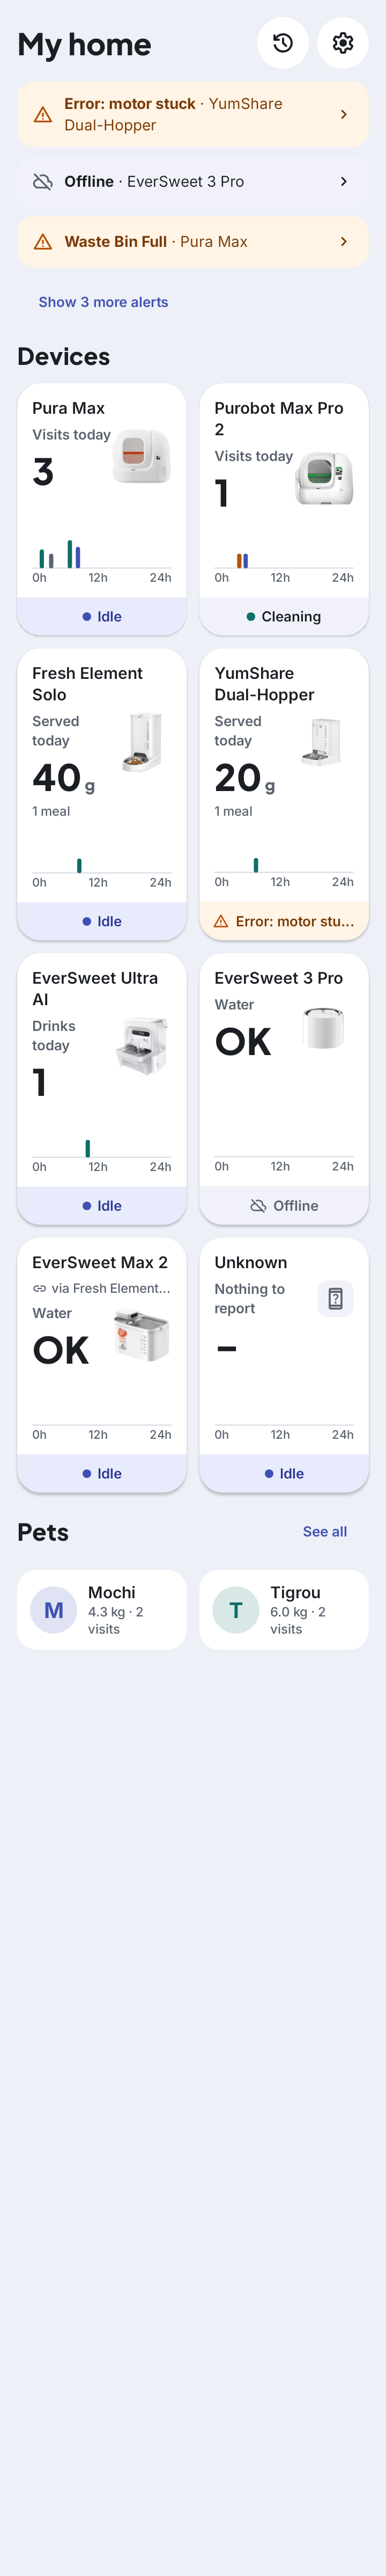 My home
Error: motor stuck · YumShare
Dual-Hopper
Offline · EverSweet 3 Pro
Waste Bin Full · Pura Max
Show 3 more alerts
Devices
Pura Max
Visits today
3
0h 12h 24h
Idle
Purobot Max Pro
2
Visits today
1
0h 12h 24h
Cleaning
Fresh Element
Solo
Served
today
40 g
1 meal
0h 12h 24h
Idle
YumShare
Dual-Hopper
Served
today
20 g
1 meal
0h 12h 24h
Error: motor stu...
EverSweet Ultra
AI
Drinks
today
1
0h 12h 24h
Idle
EverSweet 3 Pro
Water
OK
0h 12h 24h
Offline
EverSweet Max 2
via Fresh Element...
Water
OK
0h 12h 24h
Idle
Unknown
Nothing to
report
–
0h 12h 24h
Idle
Pets
See all
M
Mochi
4.3 kg · 2
visits
T
Tigrou
6.0 kg · 2
visits